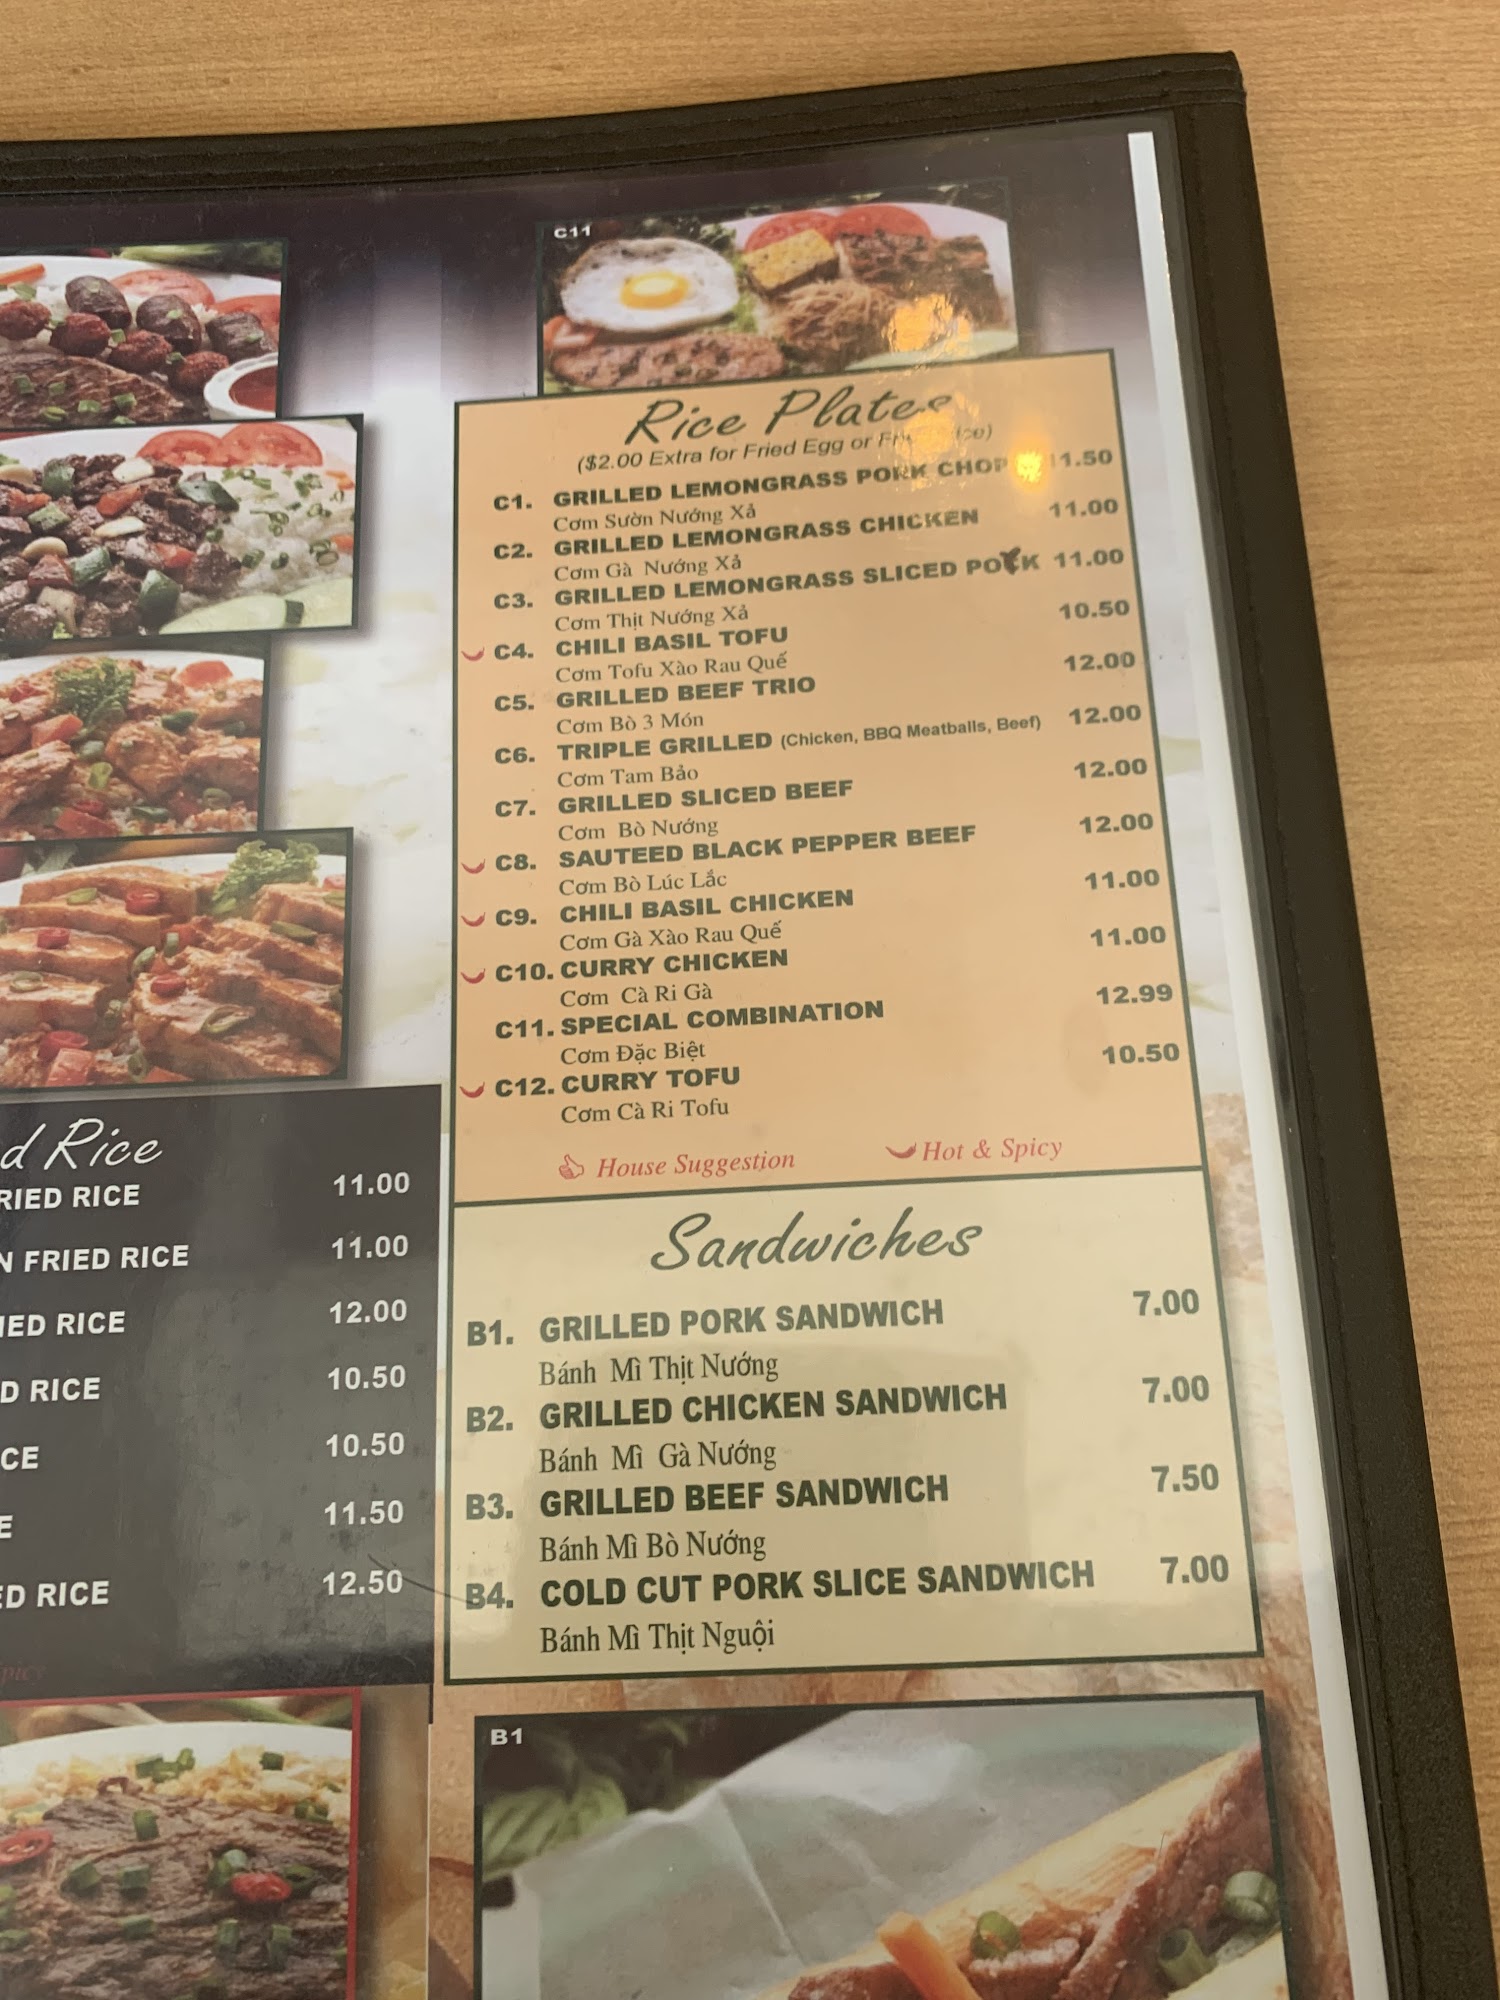 C11
Rice Plates
($2.00 Extra for Fried Egg or
C1. GRILLED LEMONGRASS PORK CHOP 11.50
Cơm Sườn Nướng Xả
C2. GRILLED LEMONGRASS CHICKEN 11.00
Cơm Gà Nướng Xả
C3. GRILLED LEMONGRASS SLICED PORK 11.00
Cơm Thịt Nướng Xả
C4. CHILI BASIL TOFU 10.50
Cơm Tofu Xào Rau Quế
C5. GRILLED BEEF TRIO 12.00
Cơm Bò 3 Món
C6. TRIPLE GRILLED (Chicken, BBQ Meatballs, Beef) 12.00
Cơm Tam Bảo
C7. GRILLED SLICED BEEF 12.00
Cơm Bò Nướng
C8. SAUTEED BLACK PEPPER BEEF 12.00
Cơm Bò Lúc Lắc
C9. CHILI BASIL CHICKEN 11.00
Cơm Gà Xào Rau Quế
C10. CURRY CHICKEN 11.00
Cơm Cà Ri Gà
C11. SPECIAL COMBINATION 12.99
Cơm Đặc Biệt
C12. CURRY TOFU 10.50
Cơm Cà Ri Tofu
House Suggestion Hot & Spicy
Sandwiches
B1. GRILLED PORK SANDWICH 7.00
Bánh Mì Thịt Nướng
B2. GRILLED CHICKEN SANDWICH 7.00
Bánh Mì Gà Nướng
B3. GRILLED BEEF SANDWICH 7.50
Bánh Mì Bò Nướng
B4. COLD CUT PORK SLICE SANDWICH 7.00
Bánh Mì Thịt Nguội
B1
d Rice
RIED RICE 11.00
N FRIED RICE 11.00
IED RICE 12.00
D RICE 10.50
CE 10.50
E 11.50
ED RICE 12.50